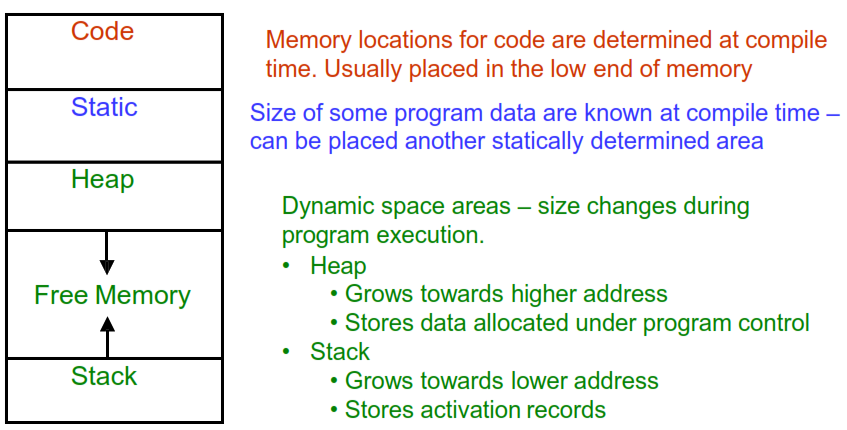 Code
Memory locations for code are determined at compile
time. Usually placed in the low end of memory
Static
Size of some program data are known at compile time –
can be placed another statically determined area
Heap
Dynamic space areas – size changes during
program execution.
• Heap
• Grows towards higher address
• Stores data allocated under program control
Free Memory
• Stack
• Grows towards lower address
• Stores activation records
Stack